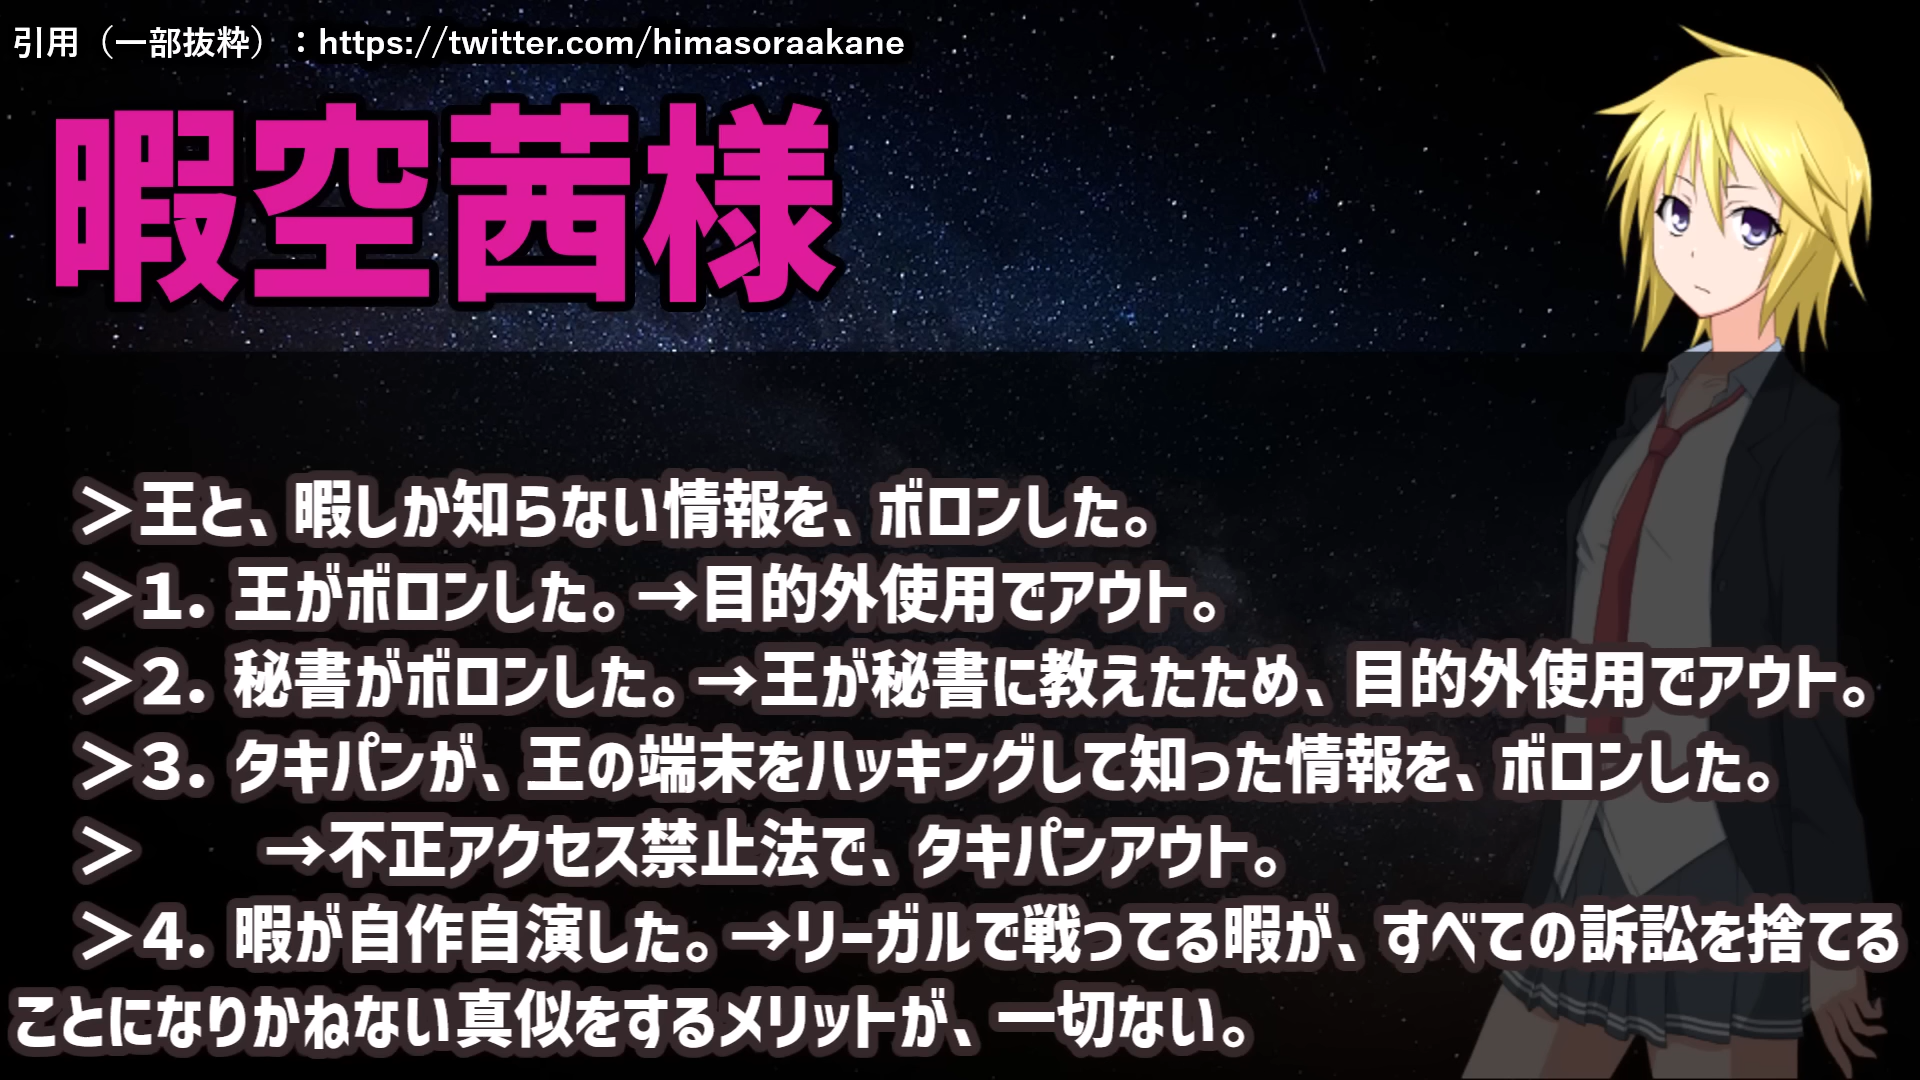 引用（一部抜粋）：https://twitter.com/himasoraakane
暇空茜様
＞王と、暇しか知らない情報を、ボロンした。
＞１．王がボロンした。→目的外使用でアウト。
＞２．秘書がボロンした。→王が秘書に教えたため、目的外使用でアウト。
＞３．タキパンが、王の端末をハッキングして知った情報を、ボロンした。
＞　　→不正アクセス禁止法で、タキパンアウト。
＞４．暇が自作自演した。→リーガルで戦ってる暇が、すべての訴訟を捨てる
ことになりかねない真似をするメリットが、一切ない。